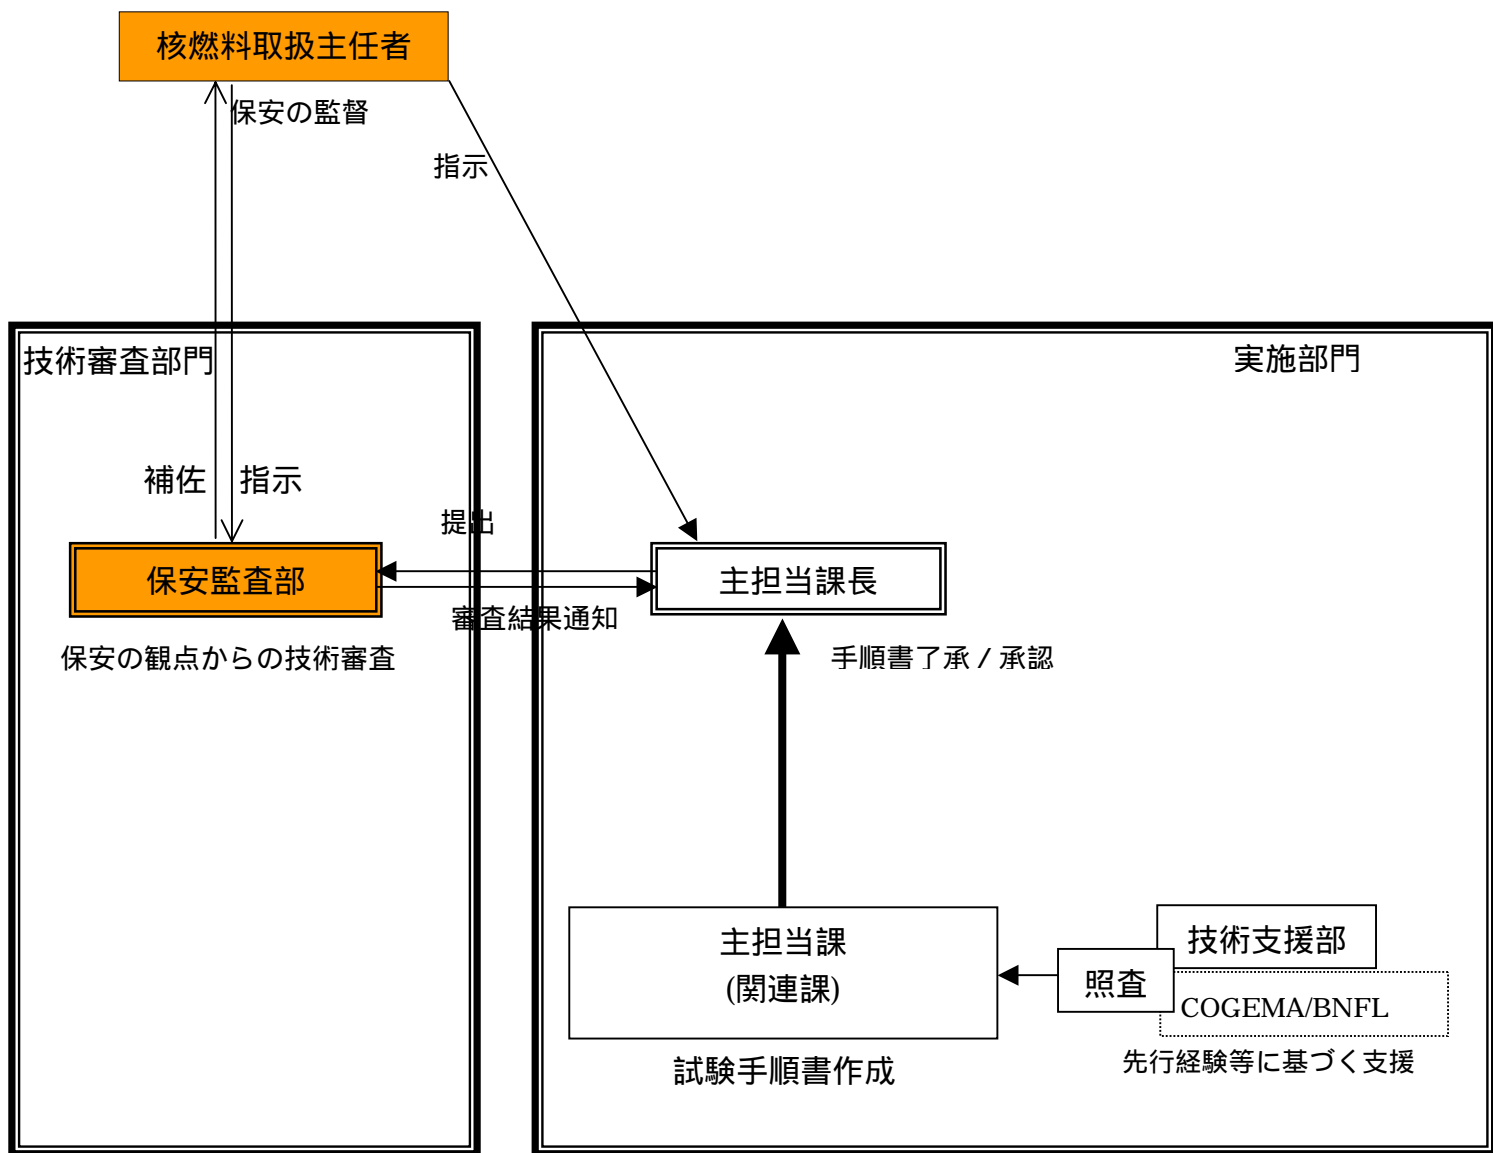 核燃料取扱主任者
保安の監督
指示
技術審査部門
実施部門
補佐
指示
提出
保安監査部
主担当課長
審査結果通知
保安の観点からの技術審査
手順書了承/承認
主担当課
(関連課)
技術支援部
照査
COGEMA/BNFL
試験手順書作成
先行経験等に基づく支援